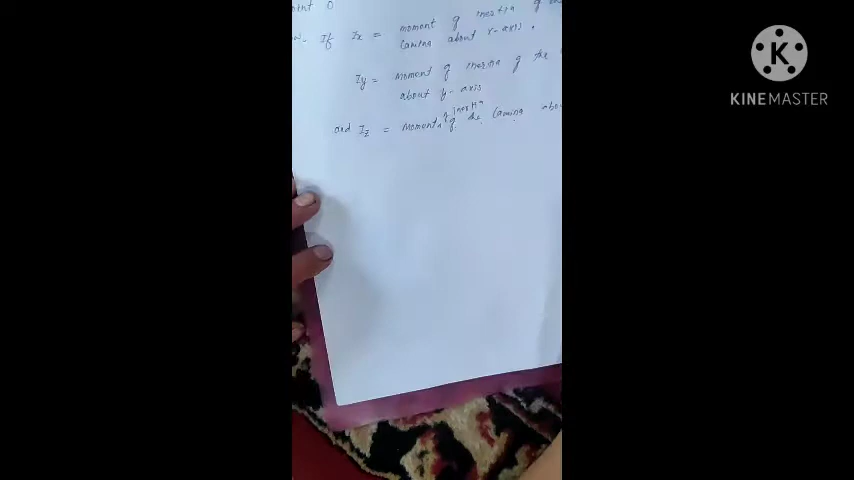 O
If Ix = moment of inertia of
lamina about x-axis.
Iy = moment of inertia of the
about y-axis
of inertia
and Iz = moment of the lamina abo
K
KINEMASTER